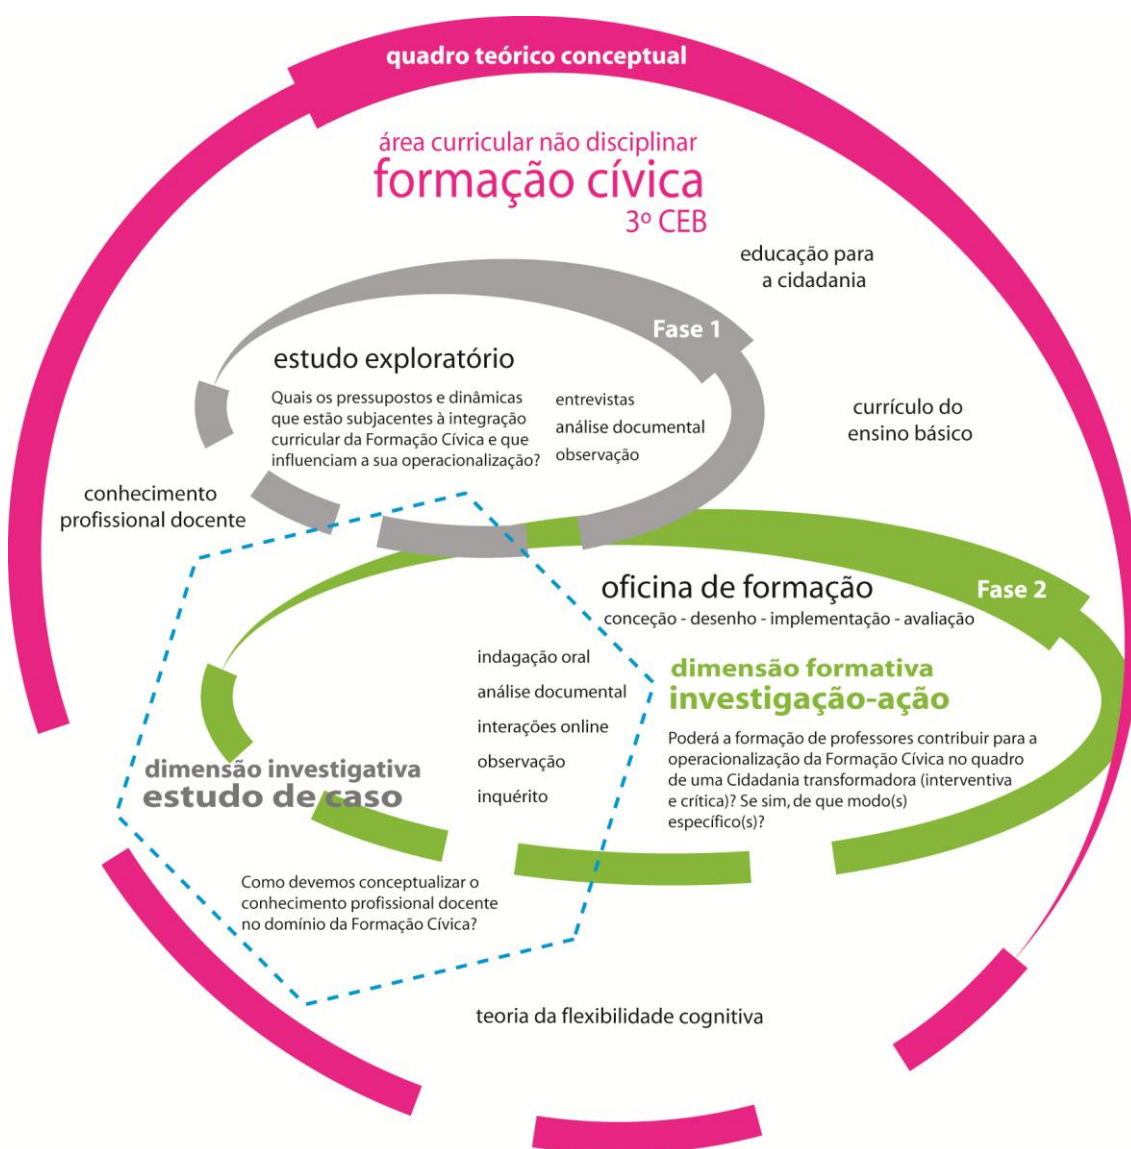 quadro teórico conceptual
área curricular não disciplinar
formação cívica
3º CEB
educação para
a cidadania
Fase 1
estudo exploratório
Quais os pressupostos e dinâmicas
que estão subjacentes à integração
curricular da Formação Cívica e que
influenciam a sua operacionalização?
entrevistas
análise documental
observação
currículo do
ensino básico
conhecimento
profissional docente
oficina de formação
Fase 2
conceção - desenho - implementação - avaliação
indagação oral
análise documental
interações online
observação
inquérito
dimensão formativa
investigação-ação
Poderá a formação de professores contribuir para a
operacionalização da Formação Cívica no quadro
de uma Cidadania transformadora (interventiva
e crítica)? Se sim, de que modo(s)
específico(s)?
dimensão investigativa
estudo de caso
Como devemos conceptualizar o
conhecimento profissional docente
no domínio da Formação Cívica?
teoria da flexibilidade cognitiva